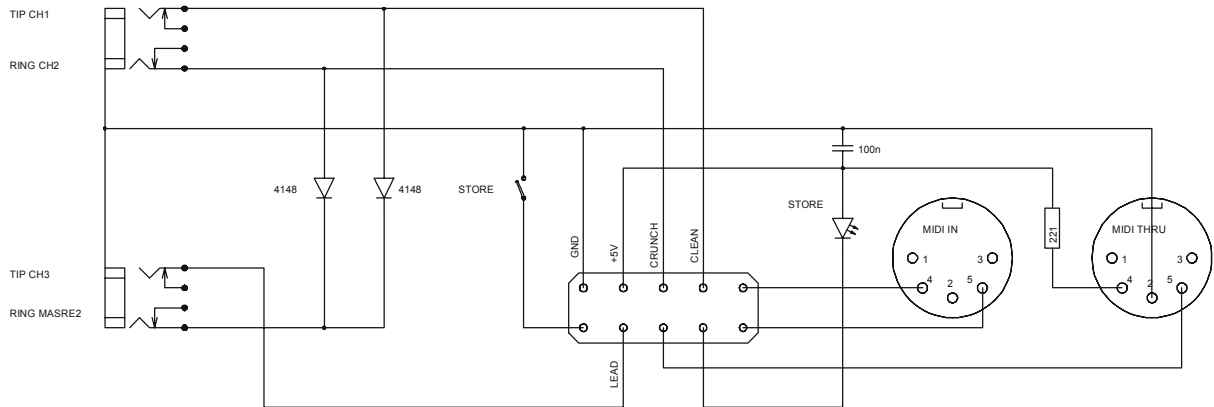 TIP CH1
RING CH2
100n
4148
4148
STORE
STORE
221
MIDI IN
MIDI THRU
GND
+5V
CRUNCH
CLEAN
1
3
4
2
5
1
3
4
2
5
TIP CH3
RING MASRE2
LEAD